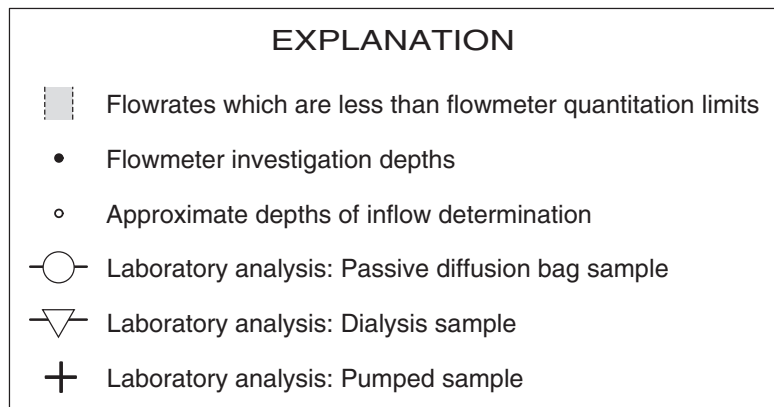 EXPLANATION
Flowrates which are less than flowmeter quantitation limits
Flowmeter investigation depths
Approximate depths of inflow determination
Laboratory analysis: Passive diffusion bag sample
Laboratory analysis: Dialysis sample
Laboratory analysis: Pumped sample